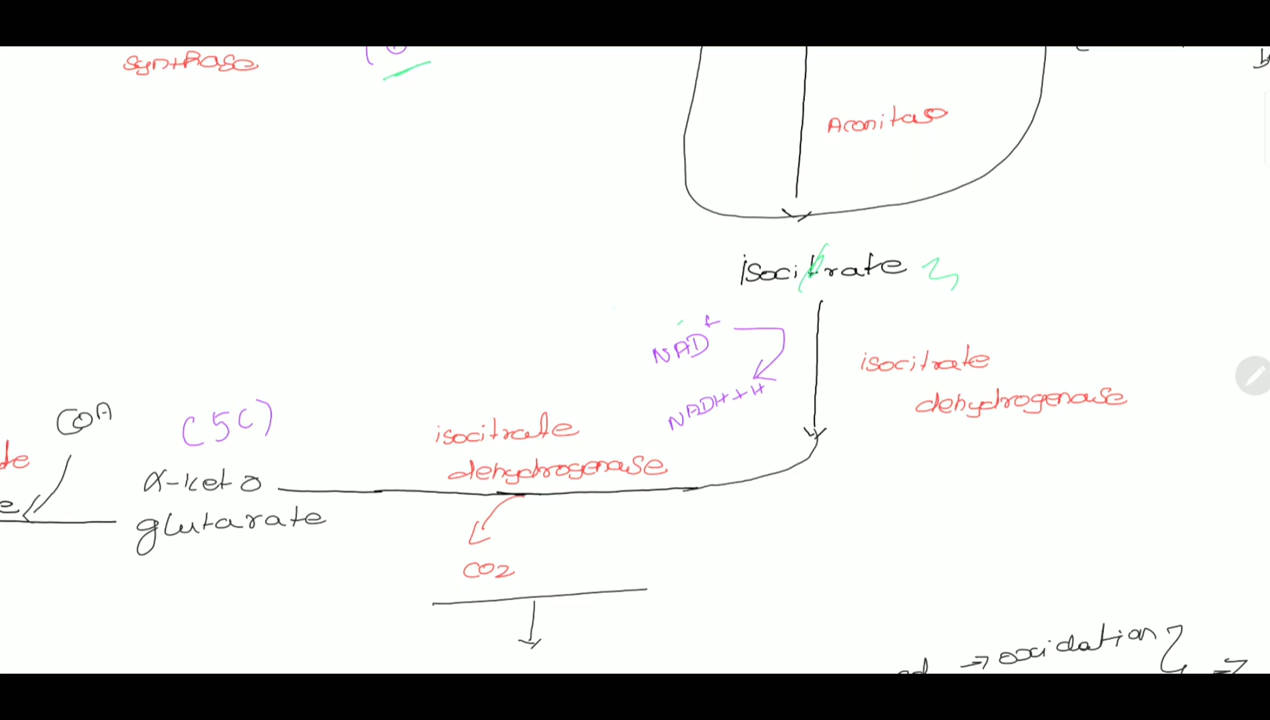 synthase
Aconitase
isocitrate
NAD+
NADH++H
isocitrate
dehydrogenase
COA
(5C)
isocitrate
dehydrogenase
α-keto
glutarate
CO2
→ oxidation